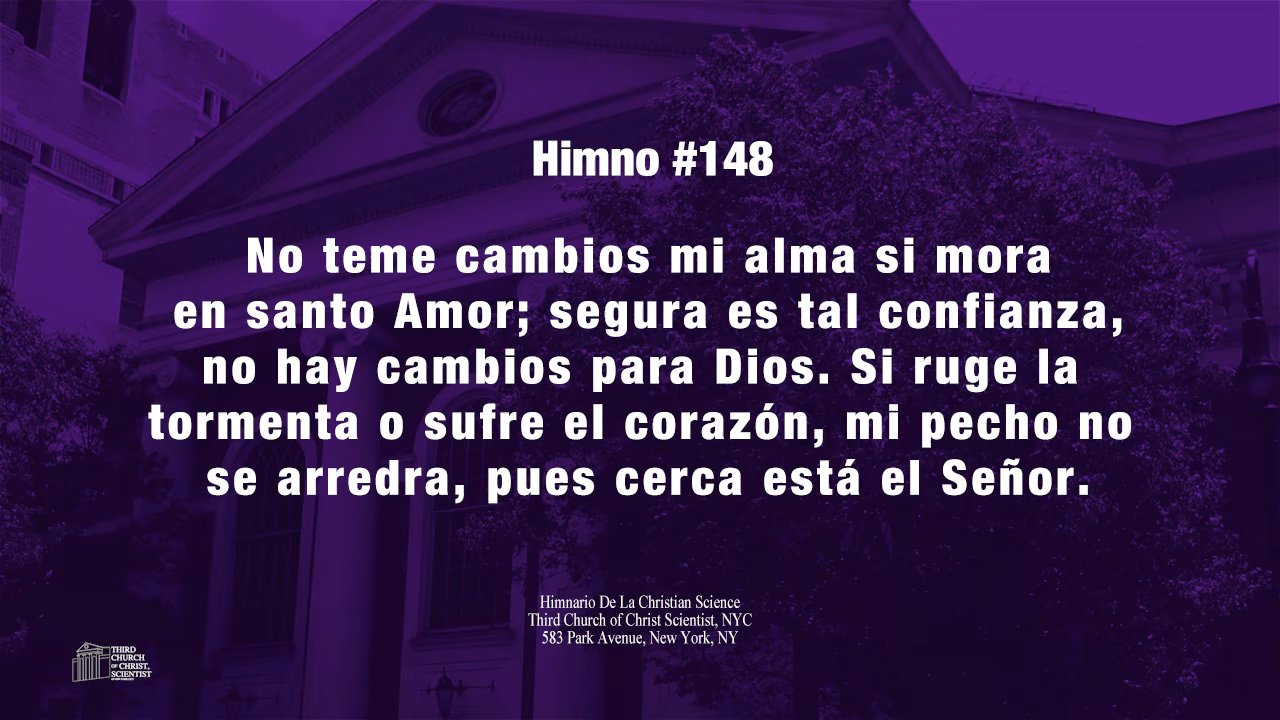 Himno #148
No teme cambios mi alma si mora
en santo Amor; segura es tal confianza,
no hay cambios para Dios. Si ruge la
tormenta o sufre el corazón, mi pecho no
se arredra, pues cerca está el Señor.
Himnario De La Christian Science
Third Church of Christ Scientist, NYC
583 Park Avenue, New York, NY
THIRD
CHURCH
OF CHRIST,
SCIENTIST